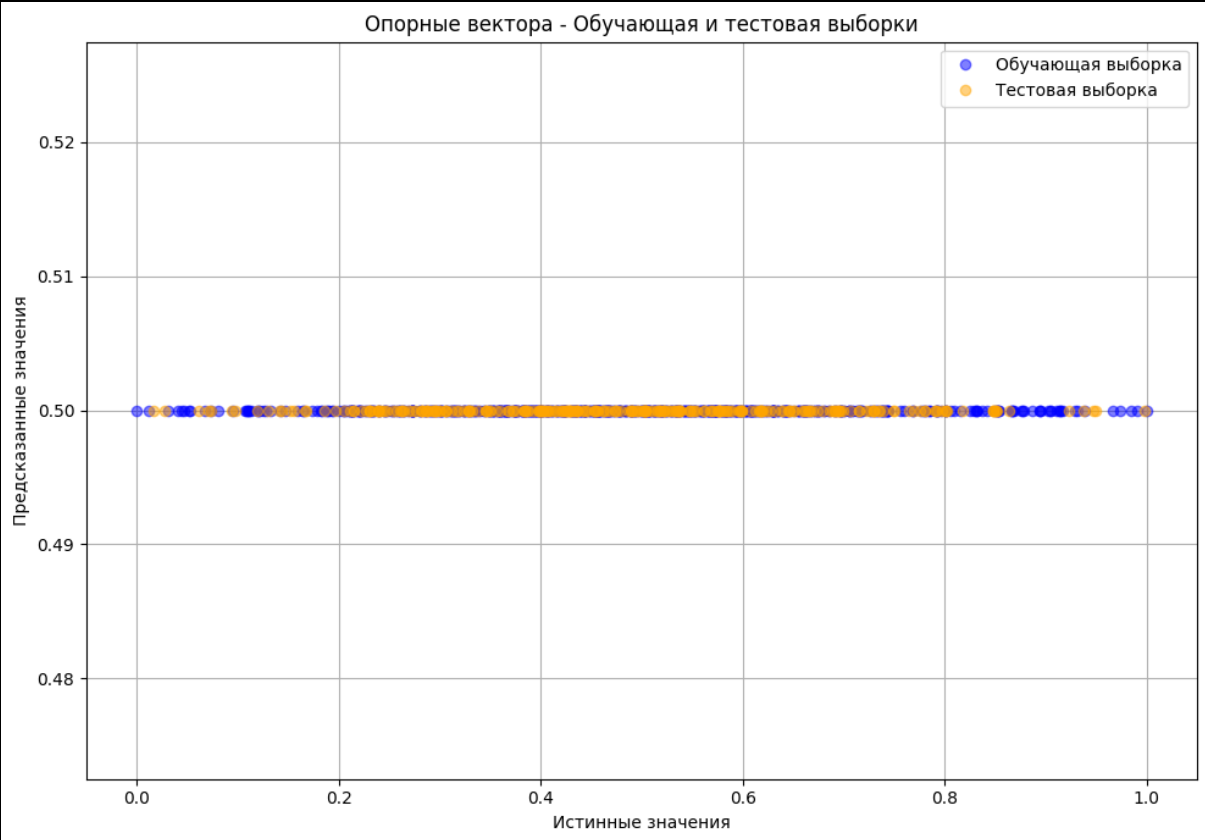 Опорные вектора - Обучающая и тестовая выборки
Обучающая выборка
Тестовая выборка
Предсказанные значения
0.52
0.51
0.50
0.49
0.48
0.0 0.2 0.4 0.6 0.8 1.0
Истинные значения